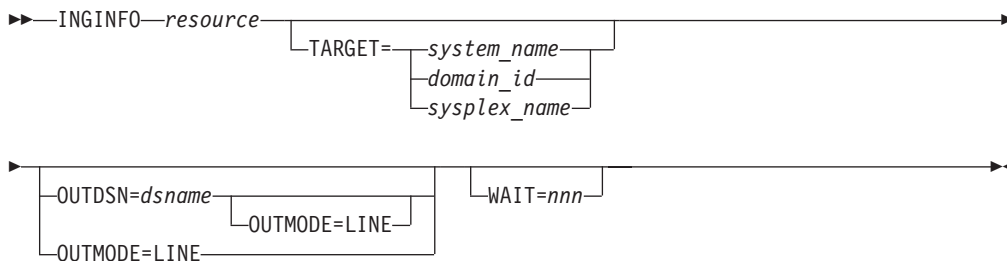 INGINFO resource
TARGET= system_name
domain_id
sysplex_name
OUTDSN=dsname
OUTMODE=LINE
OUTMODE=LINE
WAIT=nnn